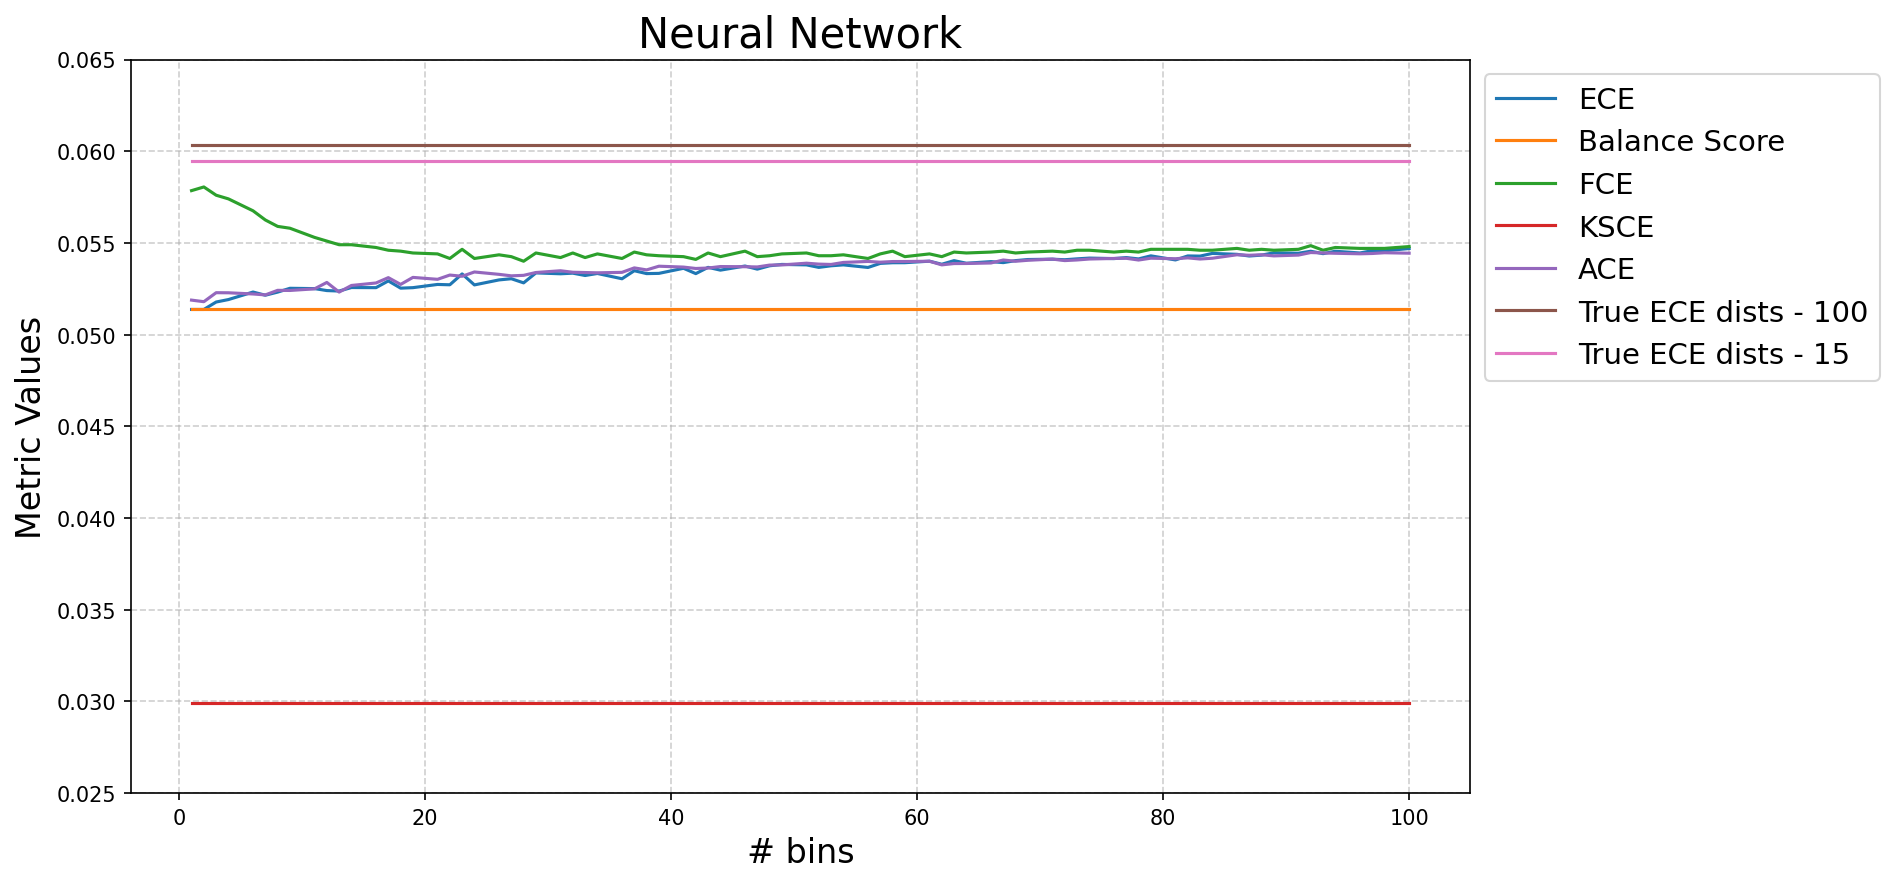 Neural Network
0.065
0.060
0.055
0.050
0.045
0.040
0.035
0.030
0.025
Metric Values
0 20 40 60 80 100
# bins
ECE
Balance Score
FCE
KSCE
ACE
True ECE dists - 100
True ECE dists - 15